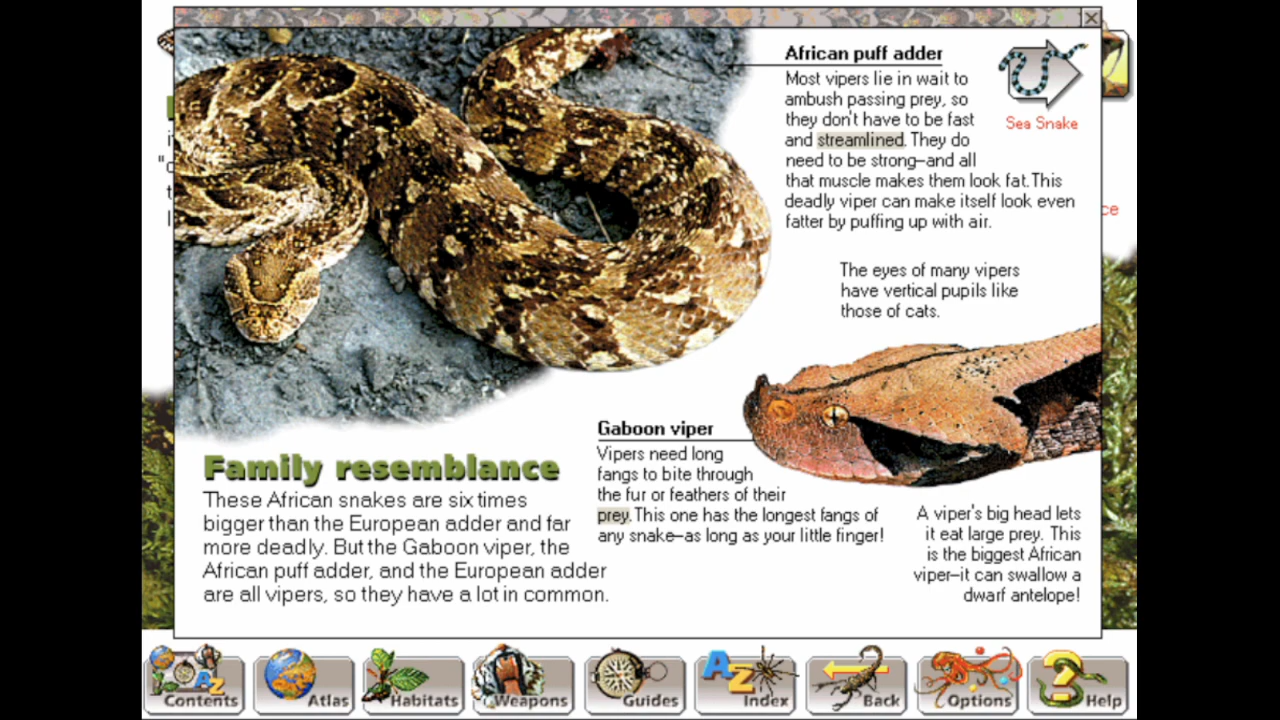 African puff adder
Most vipers lie in wait to
ambush passing prey, so
they don't have to be fast
and streamlined. They do
need to be strong–and all
that muscle makes them look fat. This
deadly viper can make itself look even
fatter by puffing up with air.
Sea Snake
The eyes of many vipers
have vertical pupils like
those of cats.
Gaboon viper
Vipers need long
fangs to bite through
the fur or feathers of their
prey. This one has the longest fangs of
any snake–as long as your little finger!
A viper's big head lets
it eat large prey. This
is the biggest African
viper–it can swallow a
dwarf antelope!
Family resemblance
These African snakes are six times
bigger than the European adder and far
more deadly. But the Gaboon viper, the
African puff adder, and the European adder
are all vipers, so they have a lot in common.
Contents
Atlas
Habitats
Weapons
Guides
AZ Index
Back
Options
? Help